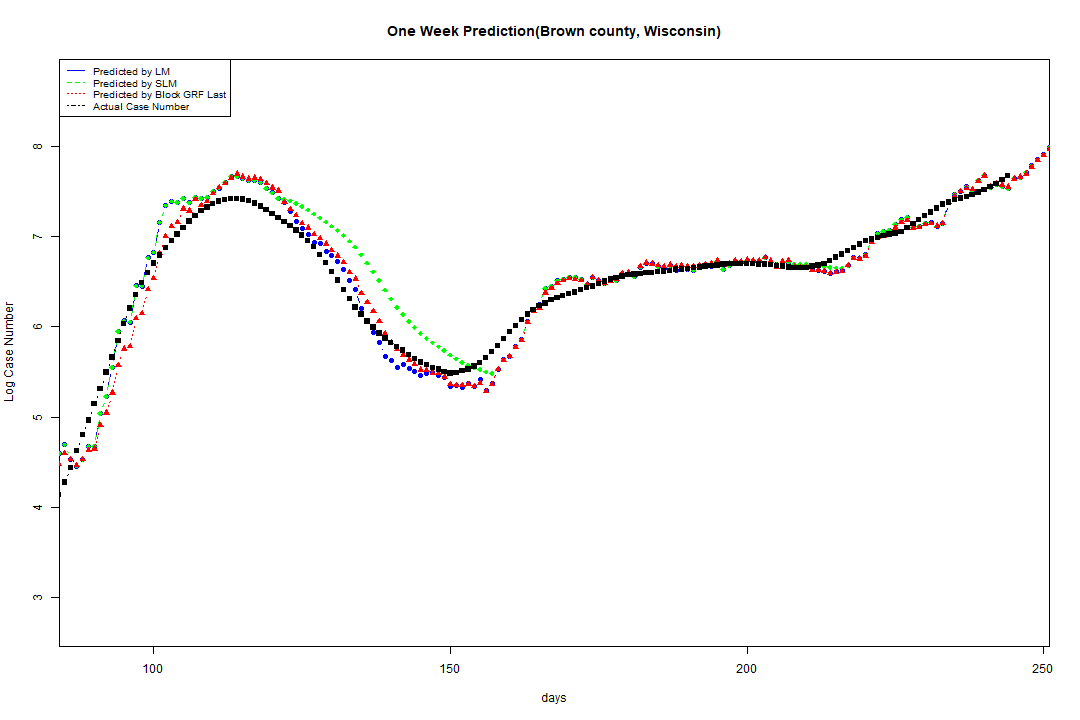 One Week Prediction(Brown county, Wisconsin)
Predicted by LM
Predicted by SLM
Predicted by Block GRF Last
Actual Case Number
8
7
6
5
4
3
Log Case Number
100 150 200 250
days